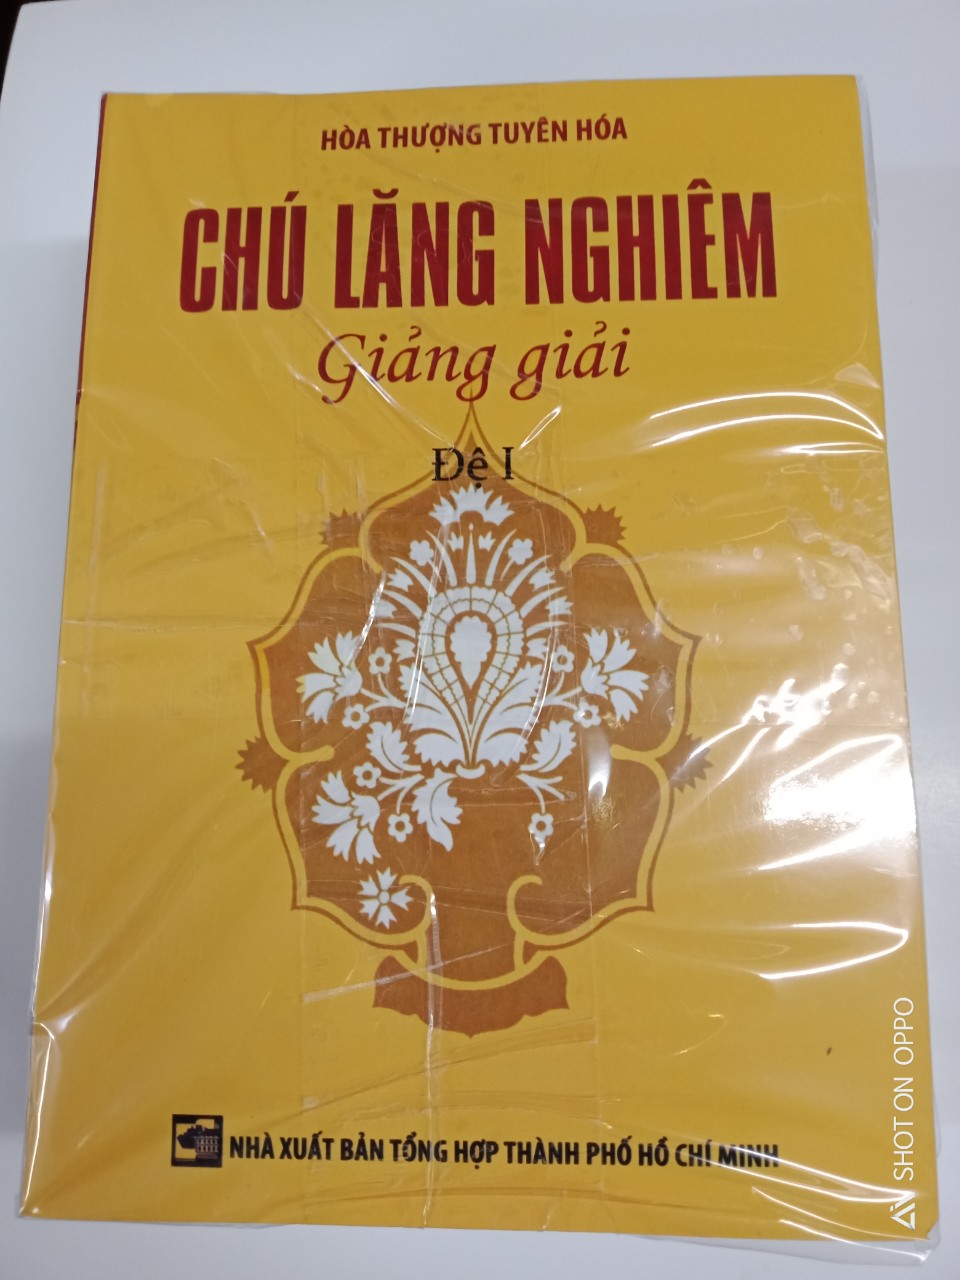 HÒA THƯỢNG TUYÊN HÓA
CHÚ LĂNG NGHIÊM
Giảng giải
Đệ I
NHÀ XUẤT BẢN TỔNG HỢP THÀNH PHỐ HỒ CHÍ MINH
SHOT ON OPPO